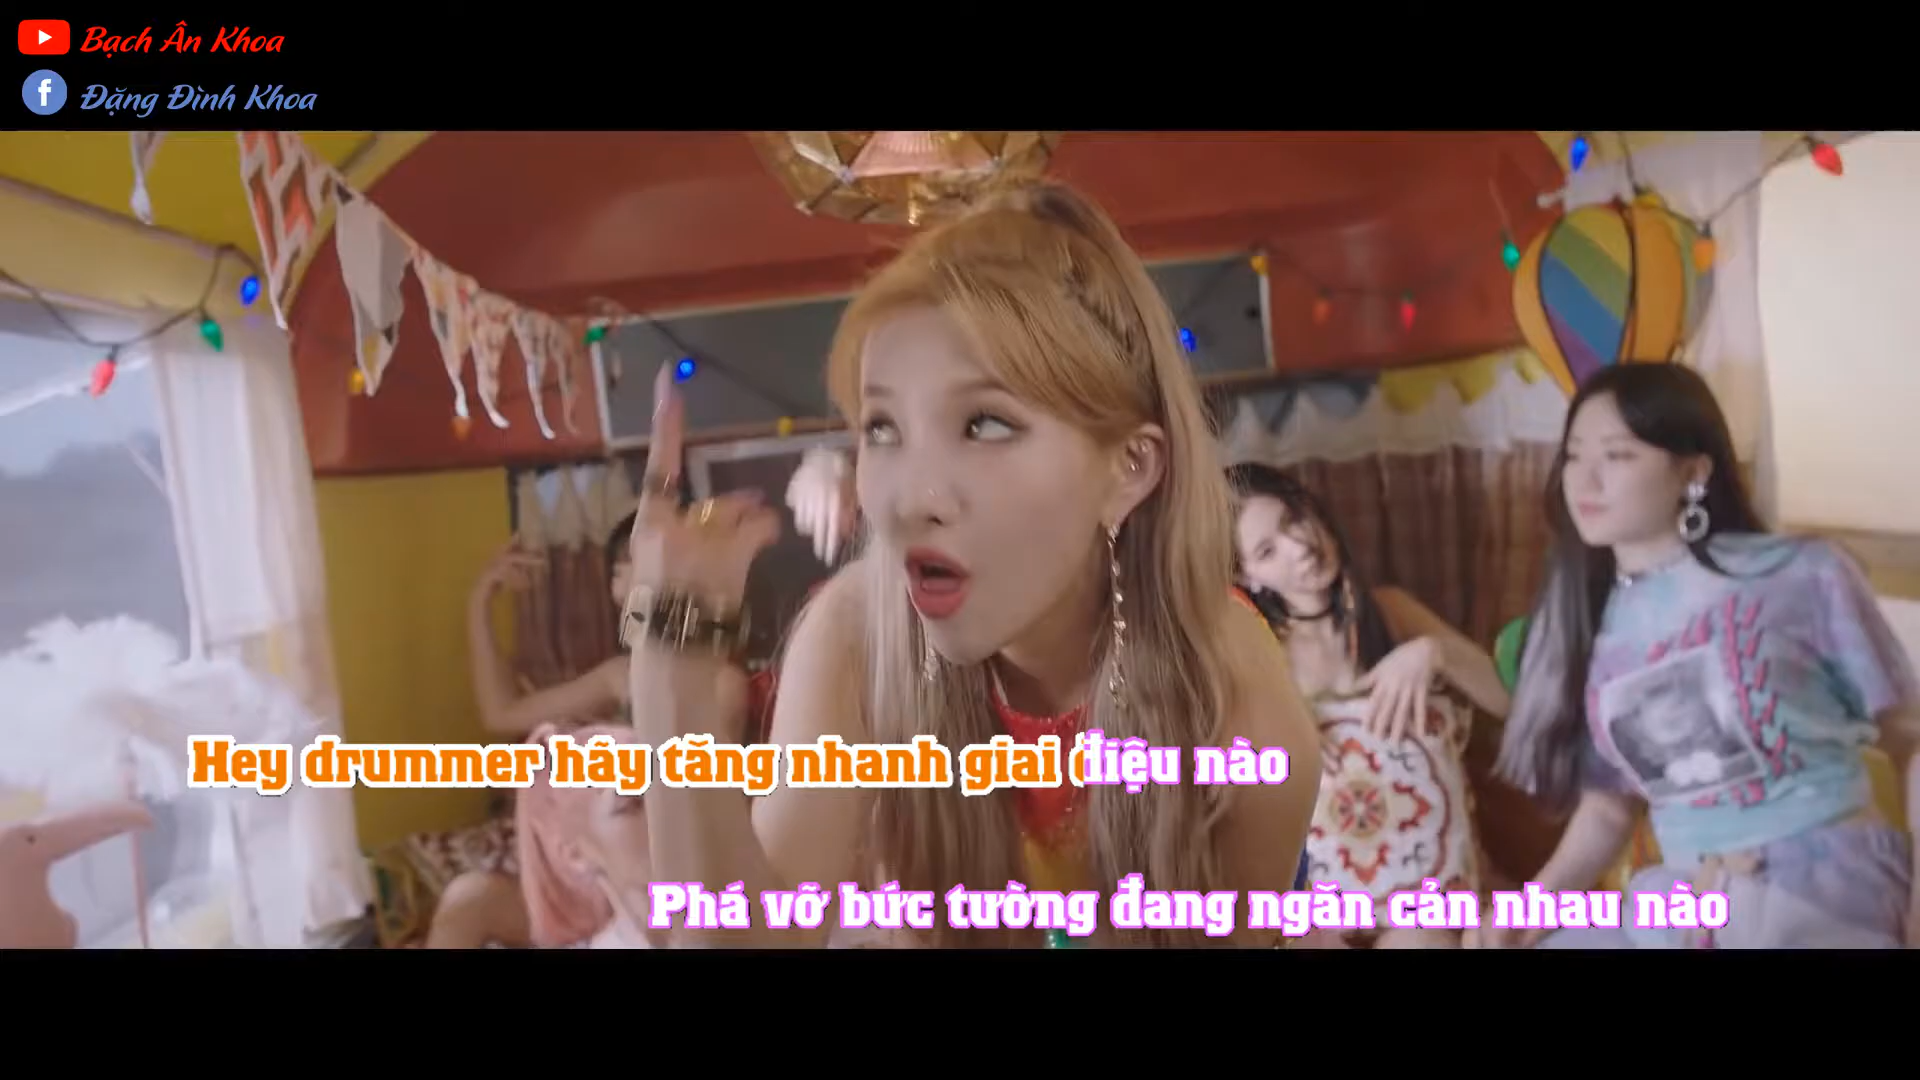 Bạch Ân Khoa
Đặng Đình Khoa
Hey drummer hãy tăng nhanh giai điệu nào
Phá vỡ bức tường đang ngăn cản nhau nào